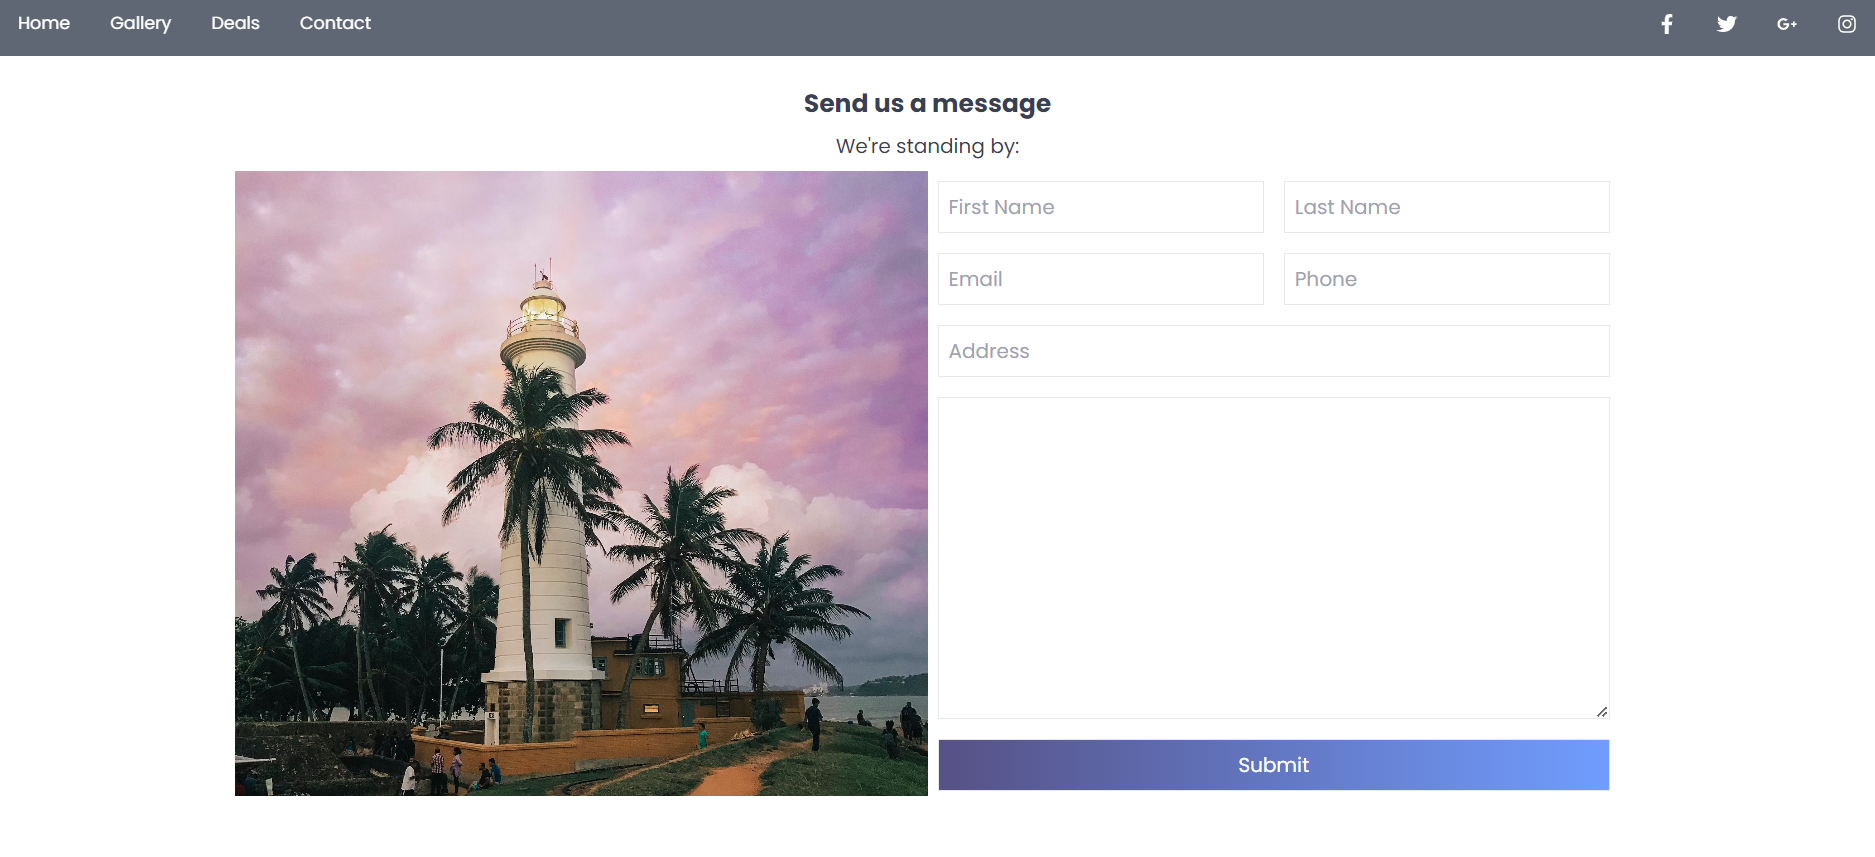 Home Gallery Deals Contact
Send us a message
We're standing by:
First Name Last Name
Email Phone
Address
Submit